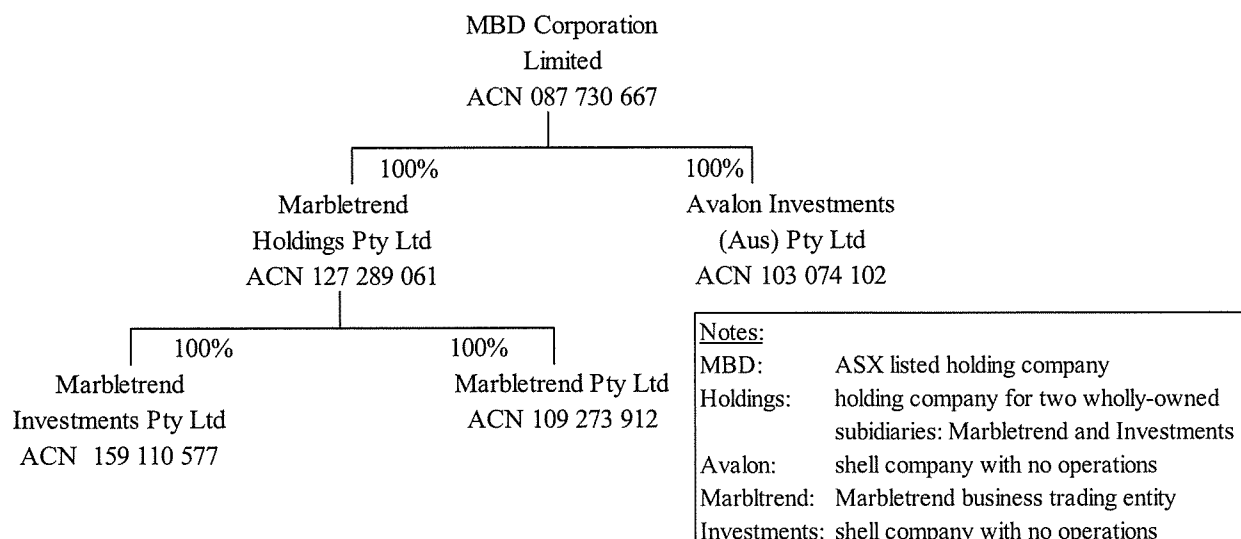 MBD Corporation
Limited
ACN 087 730 667
100%
100%
Marbletrend
Holdings Pty Ltd
ACN 127 289 061
Avalon Investments
(Aus) Pty Ltd
ACN 103 074 102
100%
100%
Marbletrend
Investments Pty Ltd
ACN 159 110 577
Marbletrend Pty Ltd
ACN 109 273 912
Notes:
MBD: ASX listed holding company
Holdings: holding company for two wholly-owned
subidiaries: Marbletrend and Investments
Avalon: shell company with no operations
Marbltrend: Marbletrend business trading entity
Investments: shell company with no operations